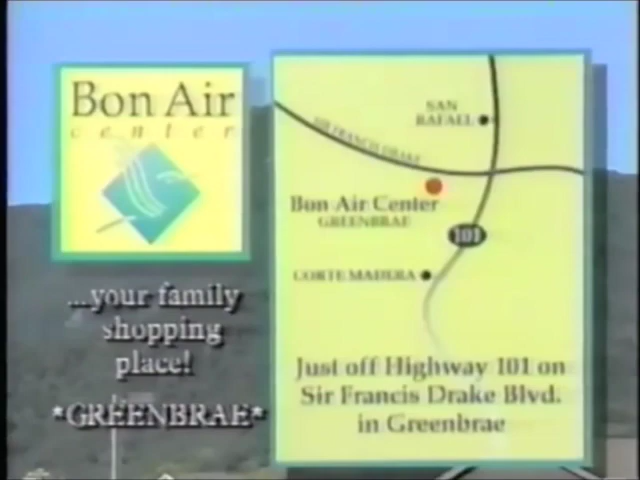 Bon Air
center
...your family
shopping
place!
*GREENBRAE*
SAN
RAFAEL
SIR FRANCIS DRAKE
Bon Air Center
GREENBRAE
101
CORTE MADERA
Just off Highway 101 on
Sir Francis Drake Blvd.
in Greenbrae